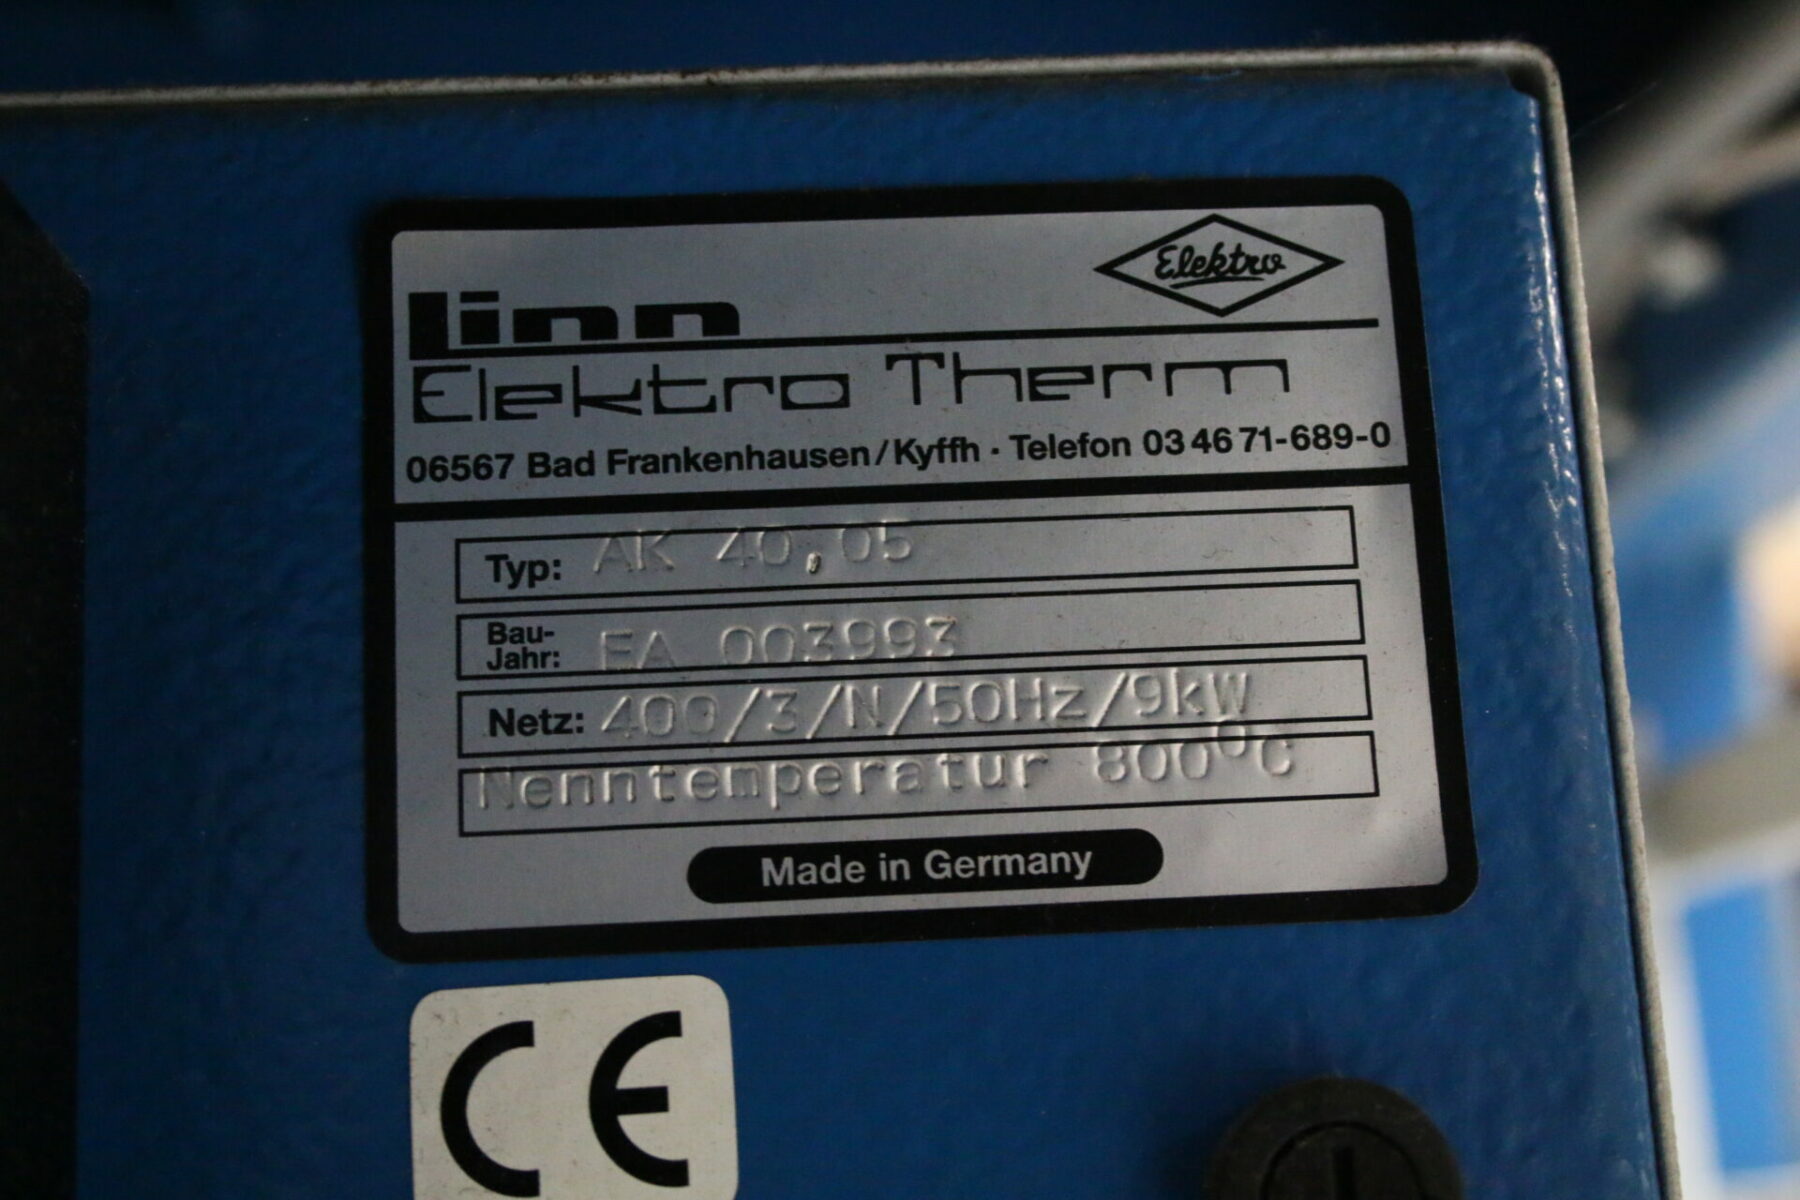 Elektro
Linn
Elektro Therm
06567 Bad Frankenhausen/Kyffh · Telefon 03 46 71-689-0
Typ: AK 40,05
Bau-
Jahr: EA 003993
Netz: 400/3/N/50Hz/9kW
Nenntemperatur 800°C
Made in Germany
CE